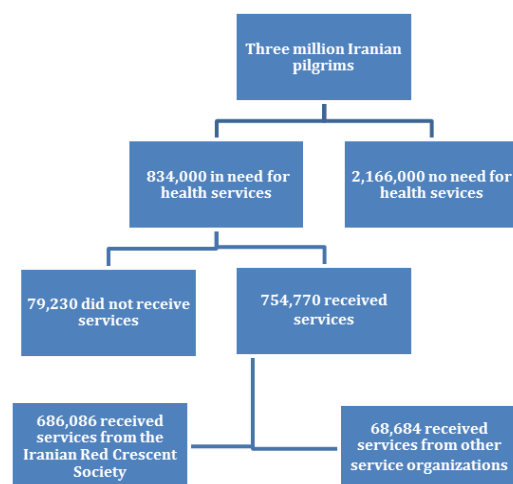 Three million Iranian
pilgrims
834,000 in need for
health services
2,166,000 no need for
health sevices
79,230 did not receive
services
754,770 received
services
686,086 received
services from the
Iranian Red Crescent
Society
68,684 received
services from other
service organizations